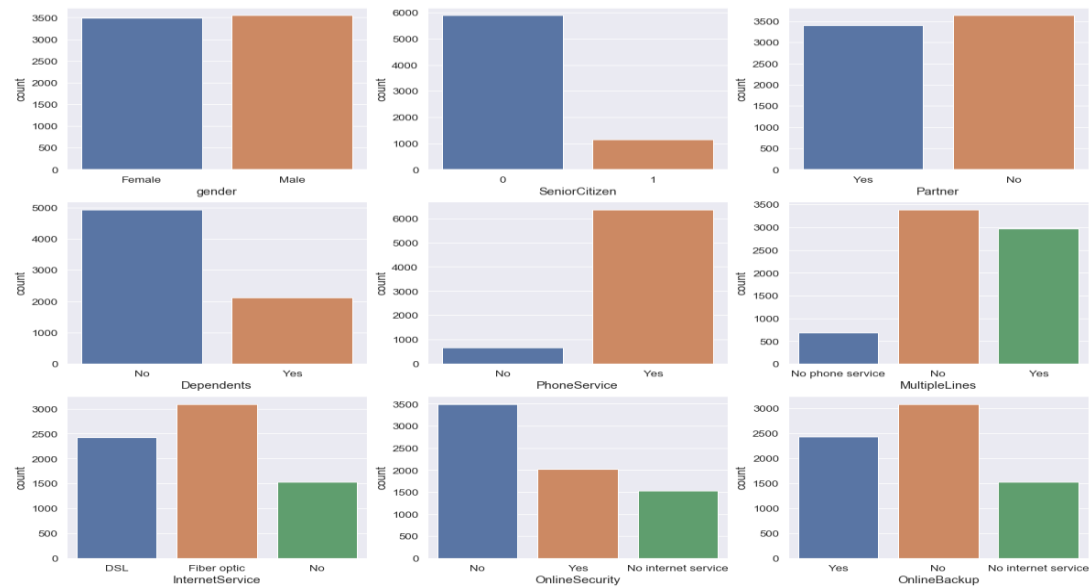 3500
3000
2500
2000
1500
1000
500
0
count
Female Male
gender
6000
5000
4000
3000
2000
1000
0
count
0 1
SeniorCitizen
3500
3000
2500
2000
1500
1000
500
0
count
Yes No
Partner
5000
4000
3000
2000
1000
0
count
No Yes
Dependents
6000
5000
4000
3000
2000
1000
0
count
No Yes
PhoneService
3500
3000
2500
2000
1500
1000
500
0
count
No phone service No Yes
MultipleLines
3000
2500
2000
1500
1000
500
0
count
DSL Fiber optic No
InternetService
3500
3000
2500
2000
1500
1000
500
0
count
No Yes No internet service
OnlineSecurity
3000
2500
2000
1500
1000
500
0
count
Yes No No internet service
OnlineBackup